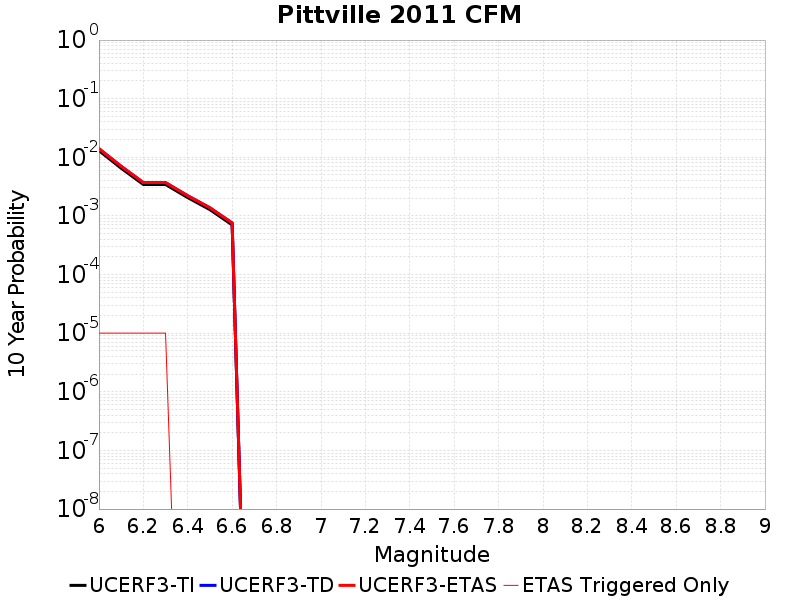 Pittville 2011 CFM
10 Year Probability
10^0
10^-1
10^-2
10^-3
10^-4
10^-5
10^-6
10^-7
10^-8
6 6.2 6.4 6.6 6.8 7 7.2 7.4 7.6 7.8 8 8.2 8.4 8.6 8.8 9
Magnitude
UCERF3-TI UCERF3-TD UCERF3-ETAS ETAS Triggered Only